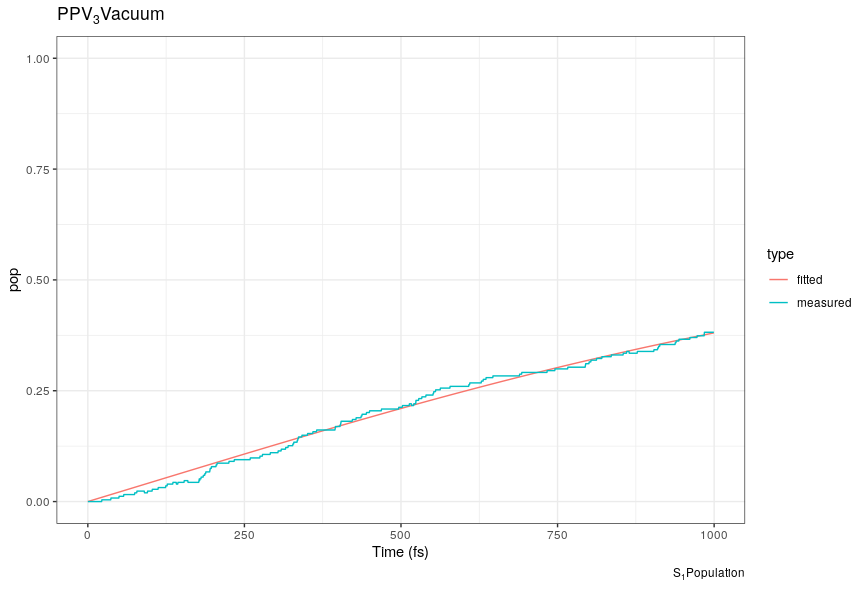 PPV₃Vacuum
1.00
0.75
0.50
0.25
0.00
pop
0 250 500 750 1000
Time (fs)
type
fitted
measured
S₁Population